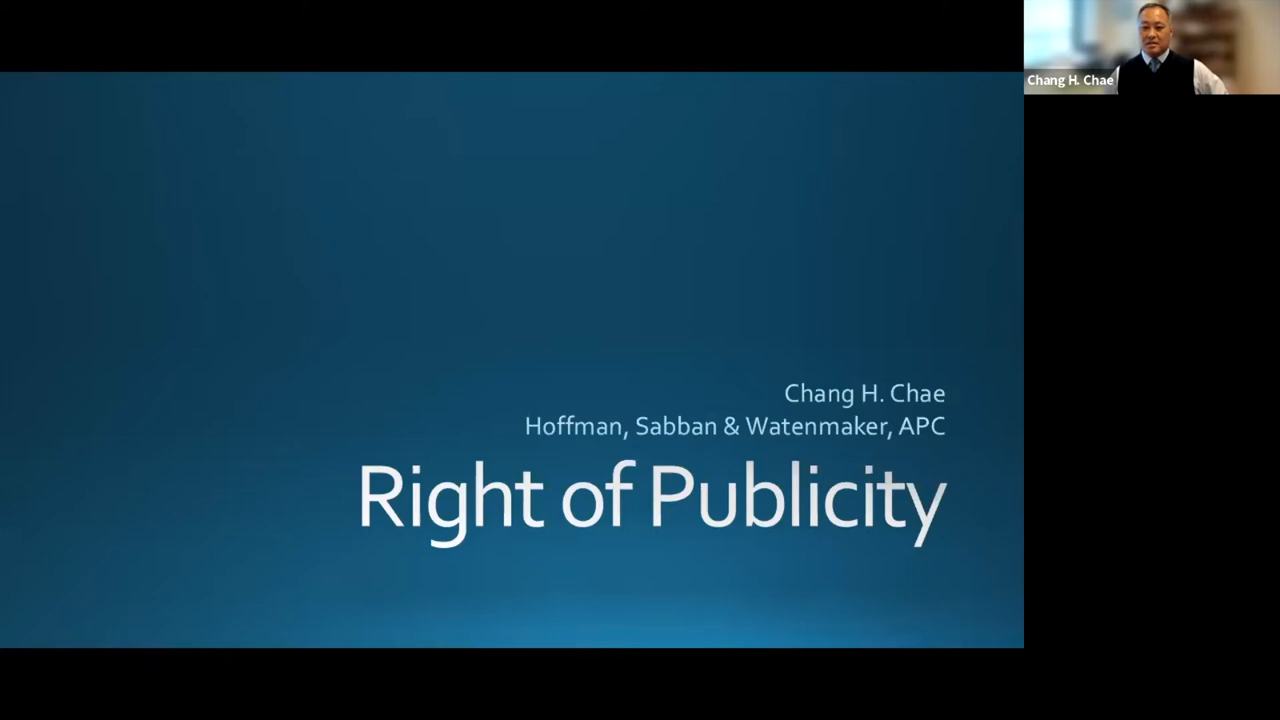 Chang H. Chae
Chang H. Chae
Hoffman, Sabban & Watenmaker, APC
Right of Publicity